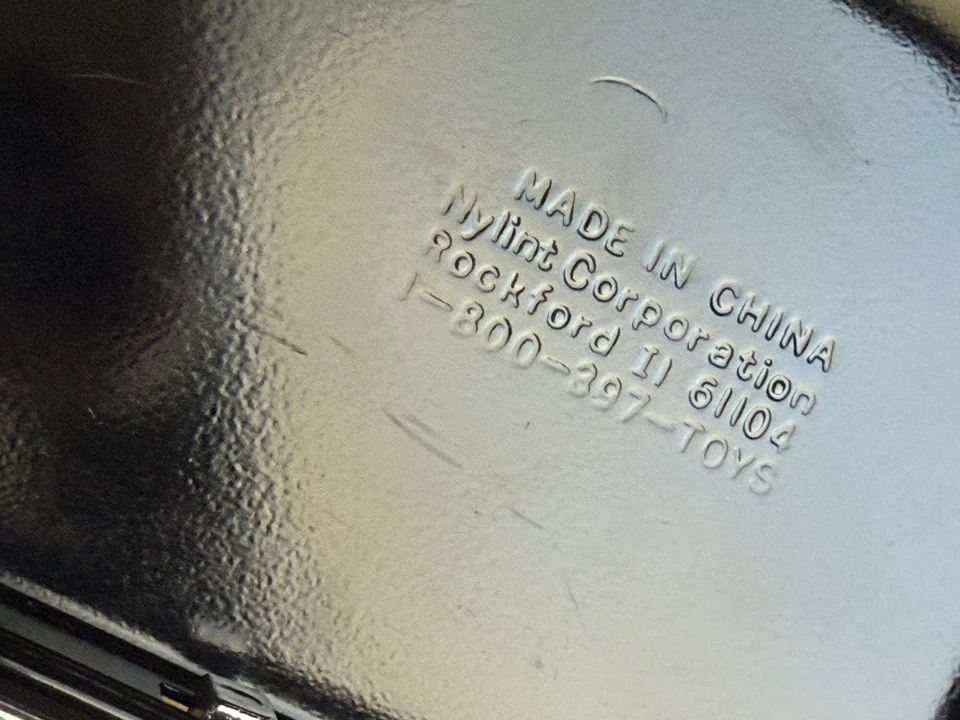 MADE IN CHINA
Nylint Corporation
Rockford Il 61104
1-800-397-TOYS